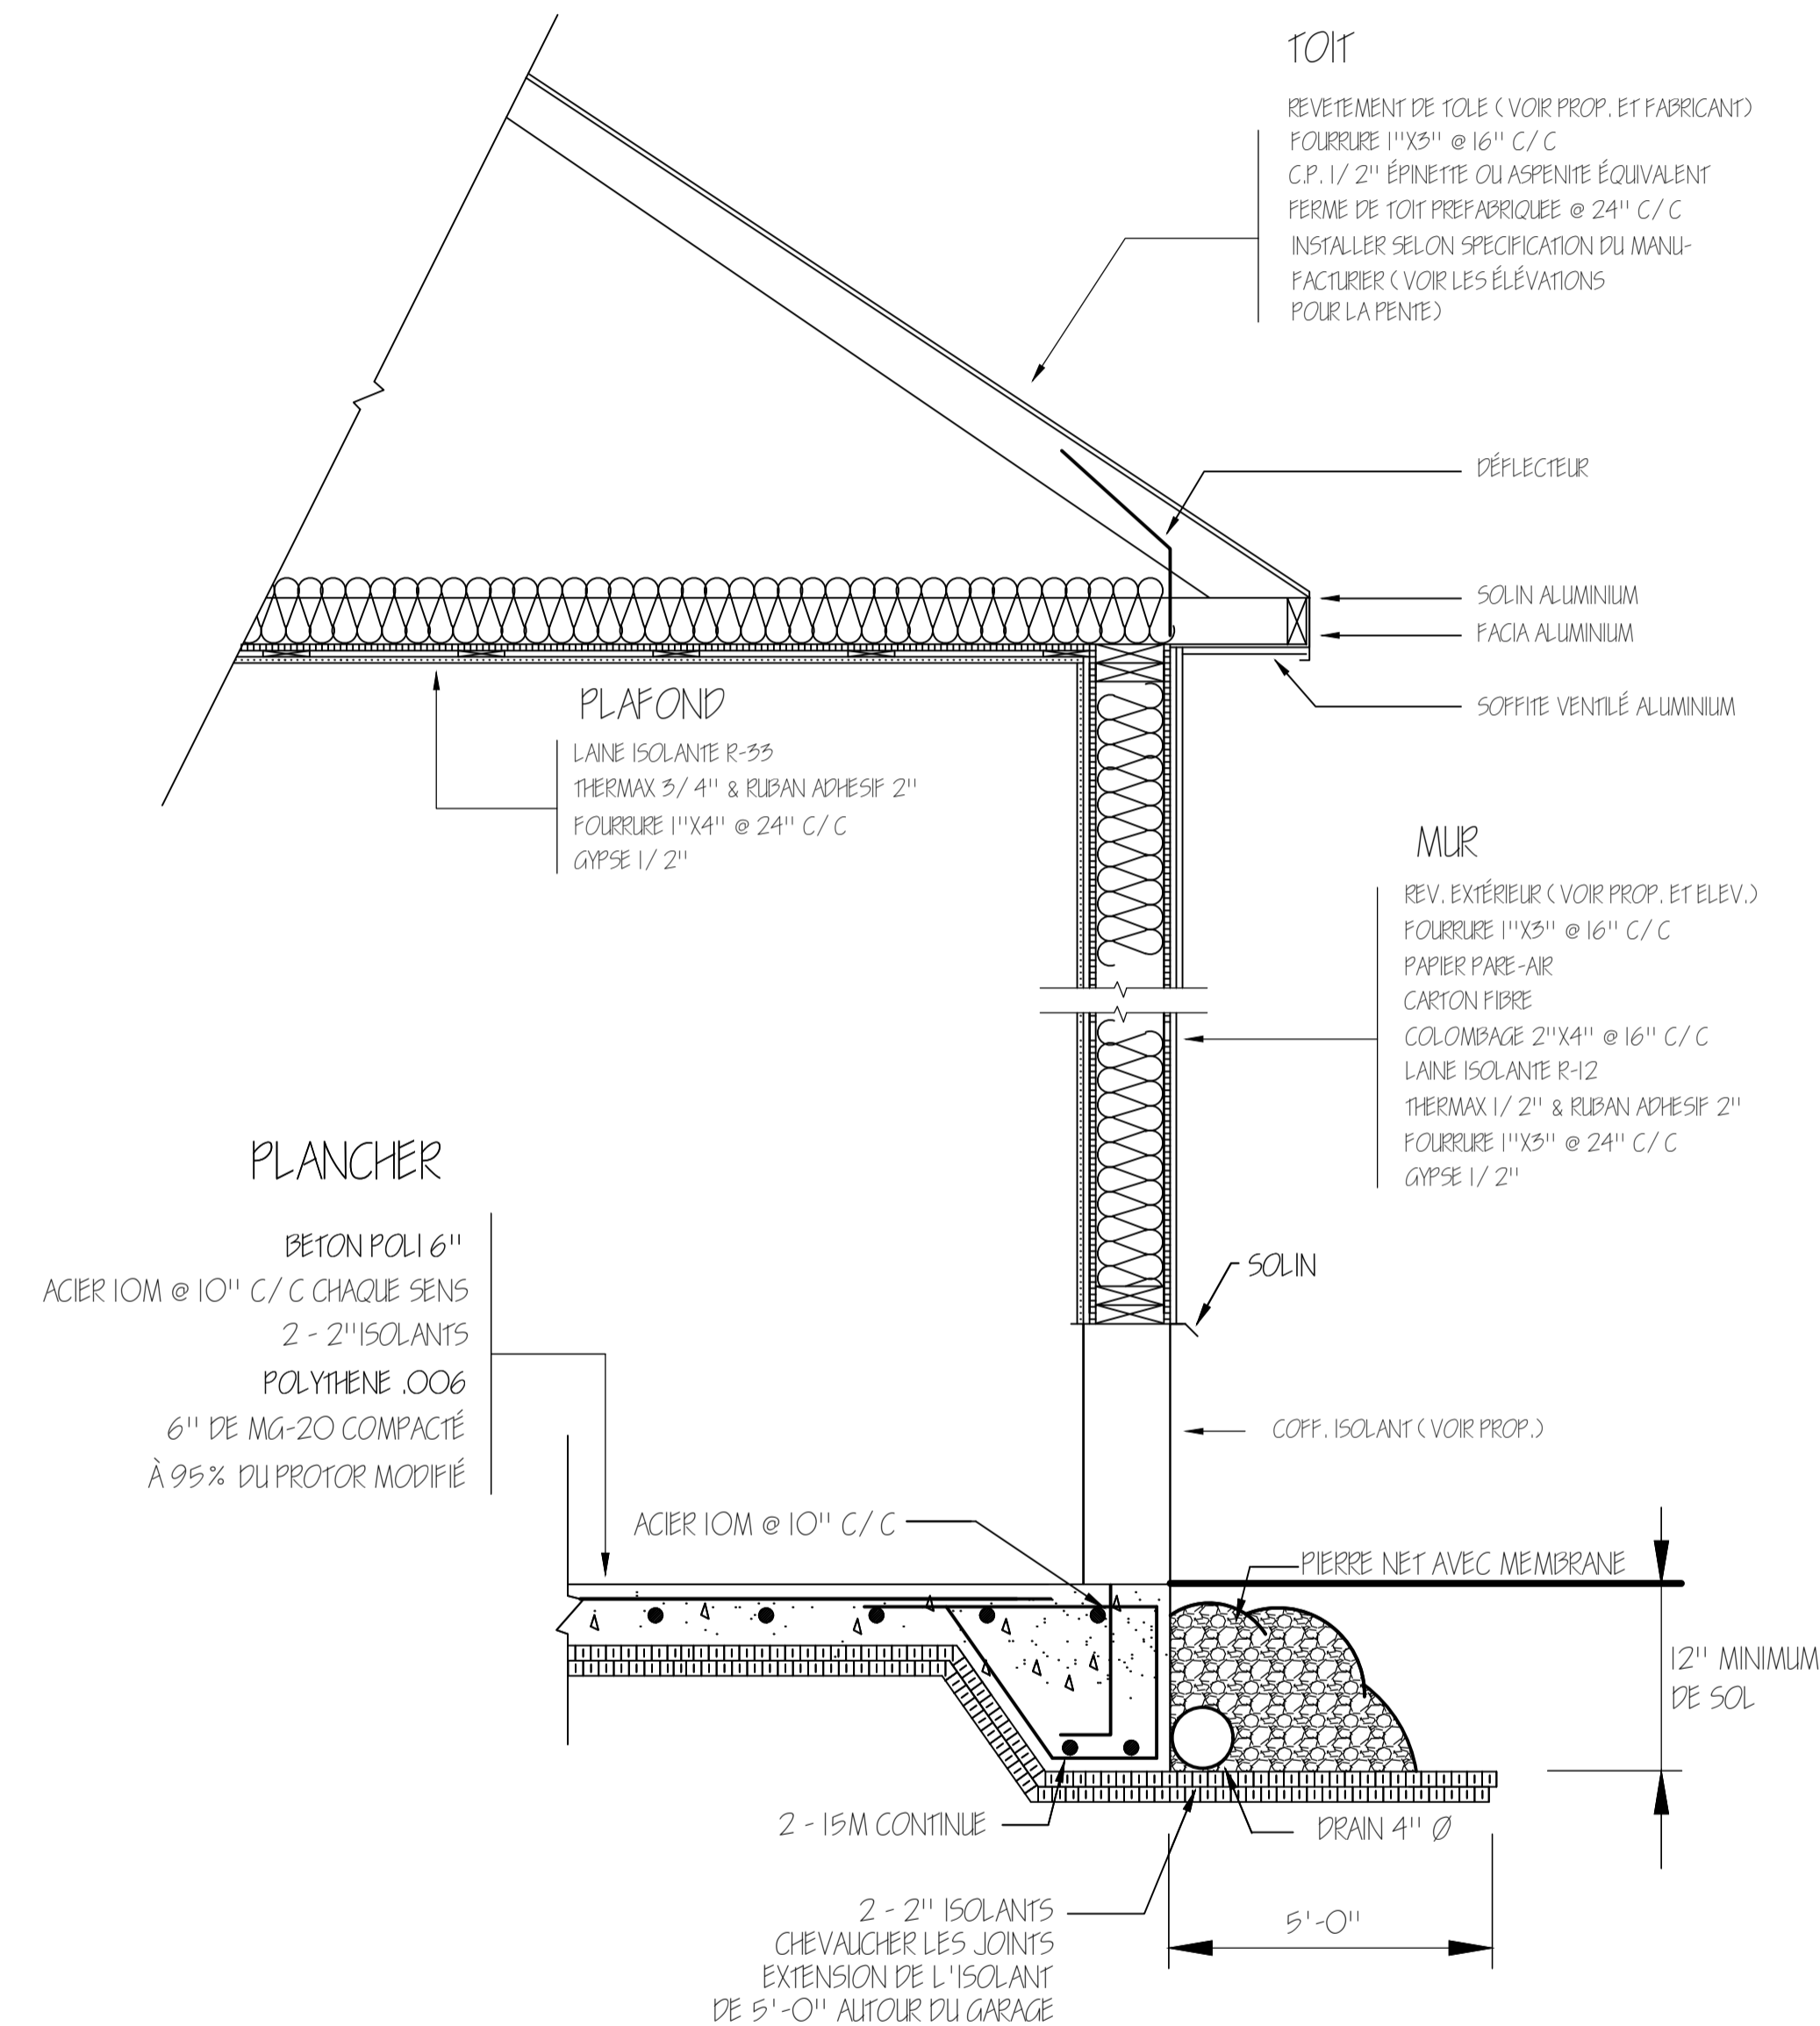 TOIT
REVETEMENT DE TOLE ( VOIR PROP. ET FABRICANT)
FOURRURE 1"X3" @ 16" C/ C
C.P. 1/ 2" ÉPINETTE OU ASPENITE ÉQUIVALENT
FERME DE TOIT PREFABRIQUEE @ 24" C/ C
INSTALLER SELON SPECIFICATION DU MANU-
FACTURIER ( VOIR LES ÉLÉVATIONS
POUR LA PENTE)
DÉFLECTEUR
SOLIN ALUMINIUM
FACIA ALUMINIUM
SOFFITE VENTILÉ ALUMINIUM
PLAFOND
LAINE ISOLANTE R-33
THERMAX 3/ 4" & RUBAN ADHESIF 2"
FOURRURE 1"X4" @ 24" C/ C
GYPSE 1/ 2"
MUR
REV. EXTÉRIEUR ( VOIR PROP. ET ELEV.)
FOURRURE 1"X3" @ 16" C/ C
PAPIER PARE-AIR
CARTON FIBRE
COLOMBAGE 2"X4" @ 16" C/ C
LAINE ISOLANTE R-12
THERMAX 1/ 2" & RUBAN ADHESIF 2"
FOURRURE 1"X3" @ 24" C/ C
GYPSE 1/ 2"
PLANCHER
BETON POLI 6"
ACIER 10M @ 10" C/ C CHAQUE SENS
2 - 2"ISOLANTS
POLYTHENE .006
6" DE MG-20 COMPACTÉ
À 95% DU PROTOR MODIFIÉ
SOLIN
COFF. ISOLANT ( VOIR PROP.)
ACIER 10M @ 10" C/ C
PIERRE NET AVEC MEMBRANE
12" MINIMUM
DE SOL
2 - 15M CONTINUE
DRAIN 4" Ø
2 - 2" ISOLANTS
CHEVAUCHER LES JOINTS
EXTENSION DE L'ISOLANT
DE 5'-0" AUTOUR DU GARAGE
5'-0"